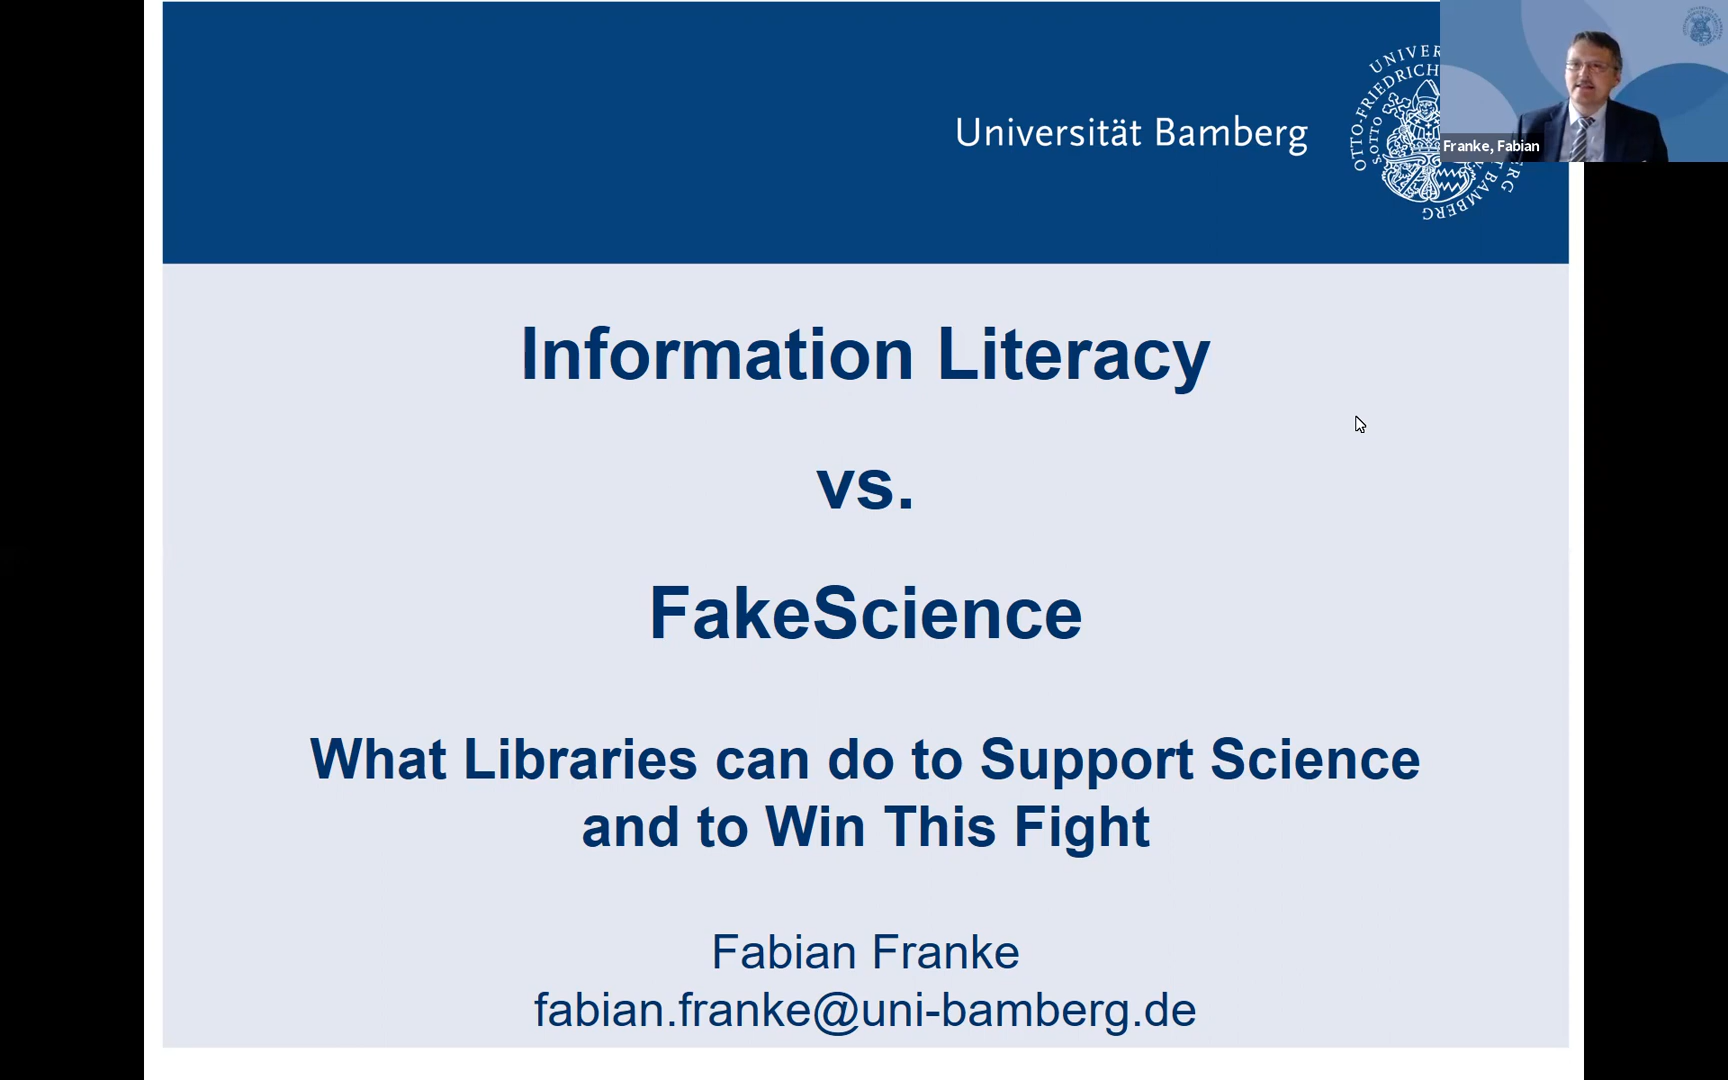 Universität Bamberg
Franke, Fabian
Information Literacy
vs.
FakeScience
What Libraries can do to Support Science
and to Win This Fight
Fabian Franke
fabian.franke@uni-bamberg.de